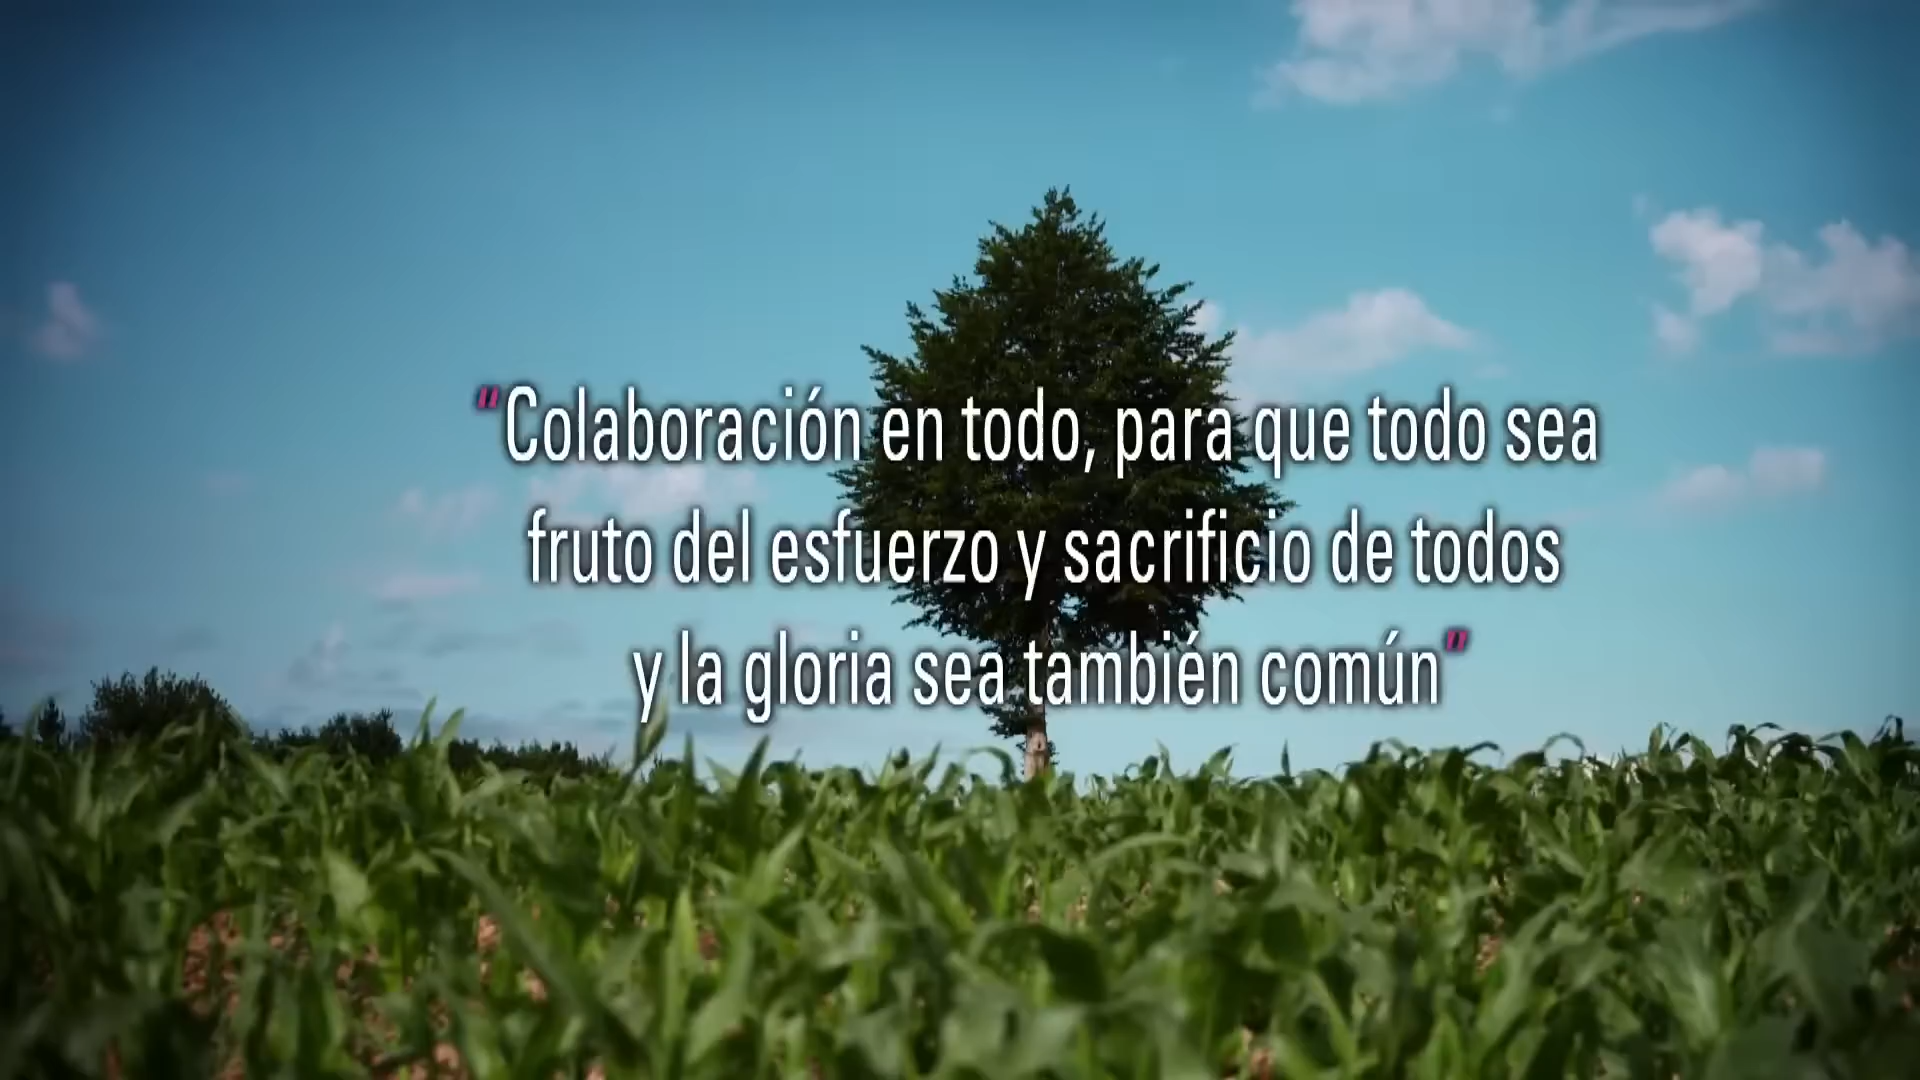 “Colaboración en todo, para que todo sea
fruto del esfuerzo y sacrificio de todos
y la gloria sea también común”